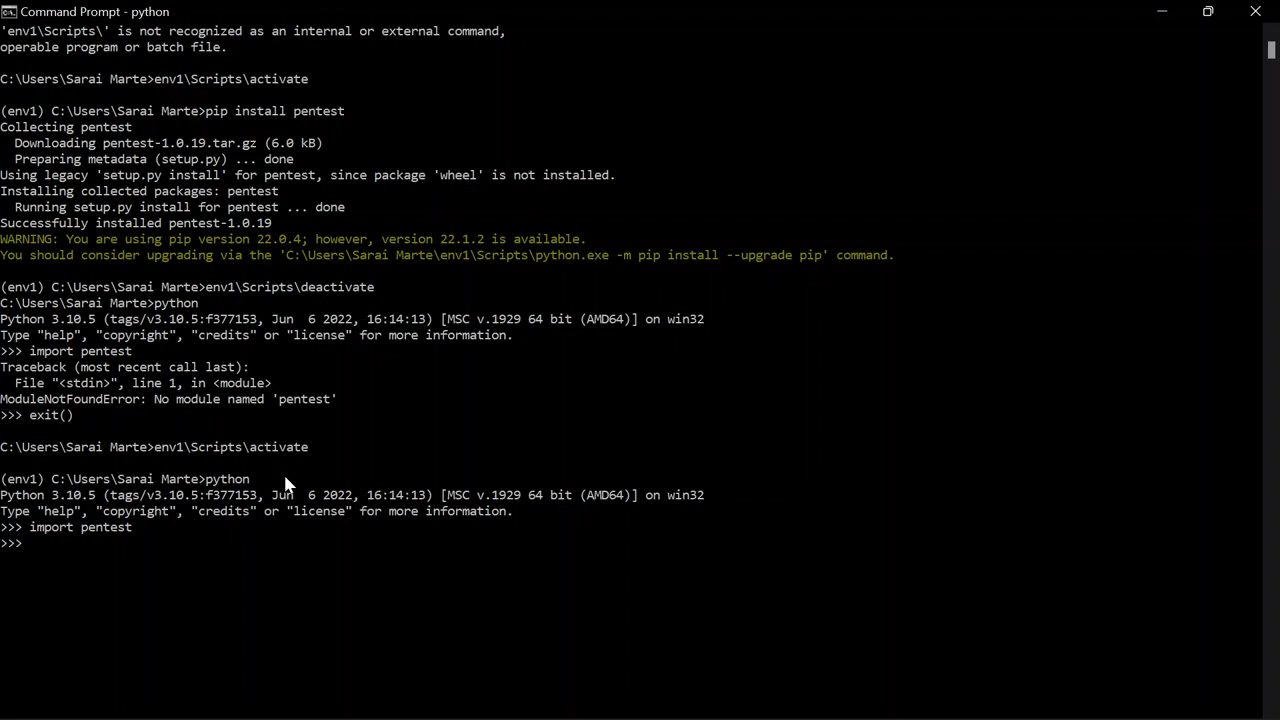 Command Prompt - python
'env1\Scripts\' is not recognized as an internal or external command,
operable program or batch file.
C:\Users\Sarai Marte>env1\Scripts\activate
(env1) C:\Users\Sarai Marte>pip install pentest
Collecting pentest
  Downloading pentest-1.0.19.tar.gz (6.0 kB)
  Preparing metadata (setup.py) ... done
Using legacy 'setup.py install' for pentest, since package 'wheel' is not installed.
Installing collected packages: pentest
  Running setup.py install for pentest ... done
Successfully installed pentest-1.0.19
WARNING: You are using pip version 22.0.4; however, version 22.1.2 is available.
You should consider upgrading via the 'C:\Users\Sarai Marte\env1\Scripts\python.exe -m pip install --upgrade pip' command.
(env1) C:\Users\Sarai Marte>env1\Scripts\deactivate
C:\Users\Sarai Marte>python
Python 3.10.5 (tags/v3.10.5:f377153, Jun  6 2022, 16:14:13) [MSC v.1929 64 bit (AMD64)] on win32
Type "help", "copyright", "credits" or "license" for more information.
>>> import pentest
Traceback (most recent call last):
  File "<stdin>", line 1, in <module>
ModuleNotFoundError: No module named 'pentest'
>>> exit()
C:\Users\Sarai Marte>env1\Scripts\activate
(env1) C:\Users\Sarai Marte>python
Python 3.10.5 (tags/v3.10.5:f377153, Jun  6 2022, 16:14:13) [MSC v.1929 64 bit (AMD64)] on win32
Type "help", "copyright", "credits" or "license" for more information.
>>> import pentest
>>>